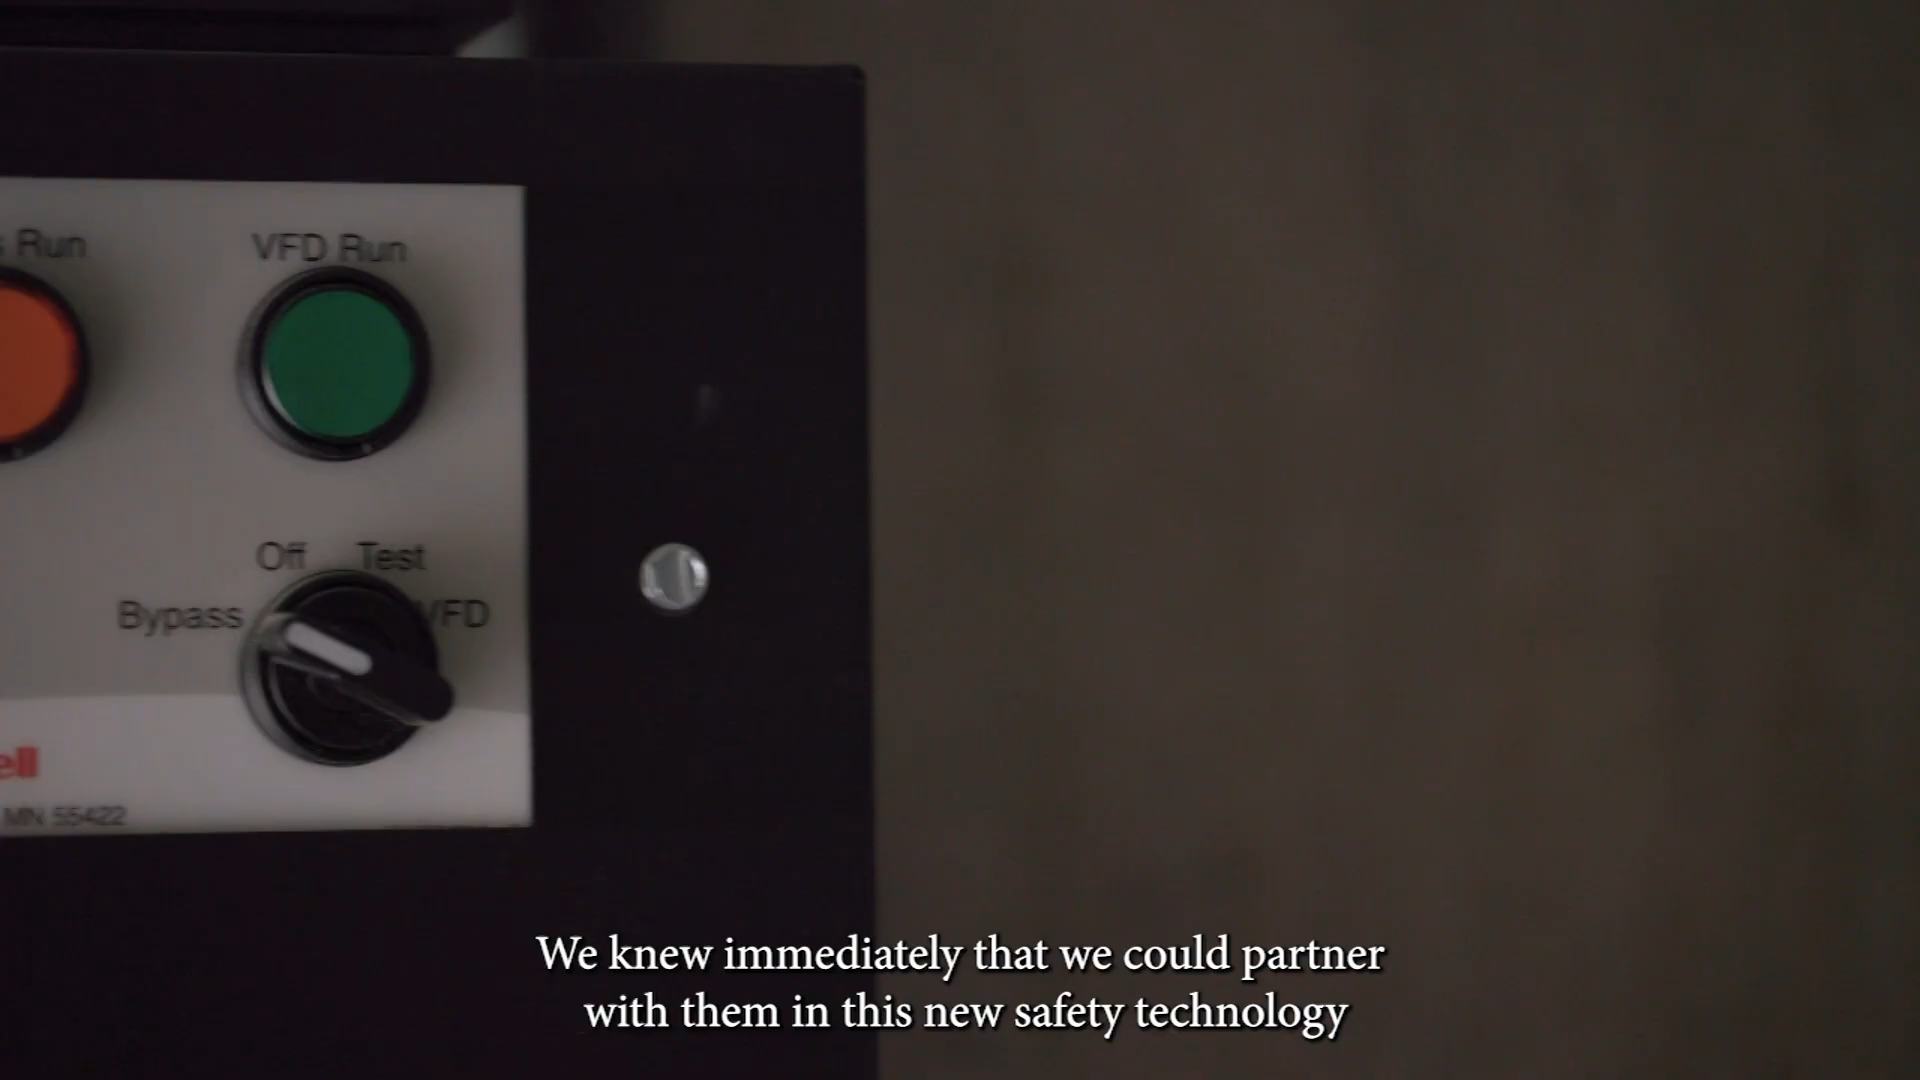 s Run
VFD Run
Off Test
Bypass
VFD
ell
MN 55422
We knew immediately that we could partner
with them in this new safety technology